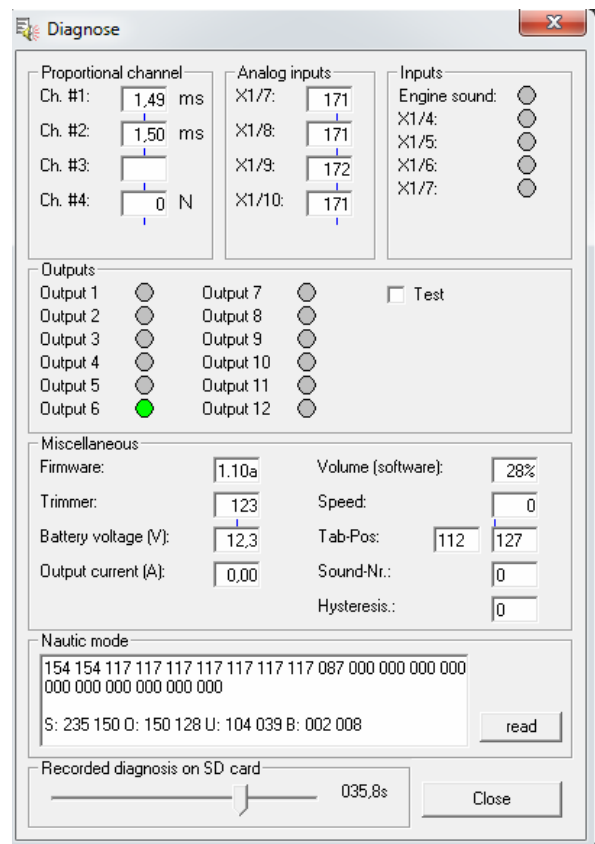 Diagnose
Proportional channel
Ch. #1: 1,49 ms
Ch. #2: 1,50 ms
Ch. #3:
Ch. #4: 0 N
Analog inputs
X1/7: 171
X1/8: 171
X1/9: 172
X1/10: 171
Inputs
Engine sound:
X1/4:
X1/5:
X1/6:
X1/7:
Outputs
Output 1
Output 2
Output 3
Output 4
Output 5
Output 6
Output 7
Output 8
Output 9
Output 10
Output 11
Output 12
Test
Miscellaneous
Firmware: 1.10a
Trimmer: 123
Battery voltage (V): 12,3
Output current (A): 0,00
Volume (software): 28%
Speed: 0
Tab-Pos: 112 127
Sound-Nr.: 0
Hysteresis.: 0
Nautic mode
154 154 117 117 117 117 117 117 117 087 000 000 000 000
000 000 000 000 000 000
S: 235 150 O: 150 128 U: 104 039 B: 002 008
read
Recorded diagnosis on SD card
035,8s
Close